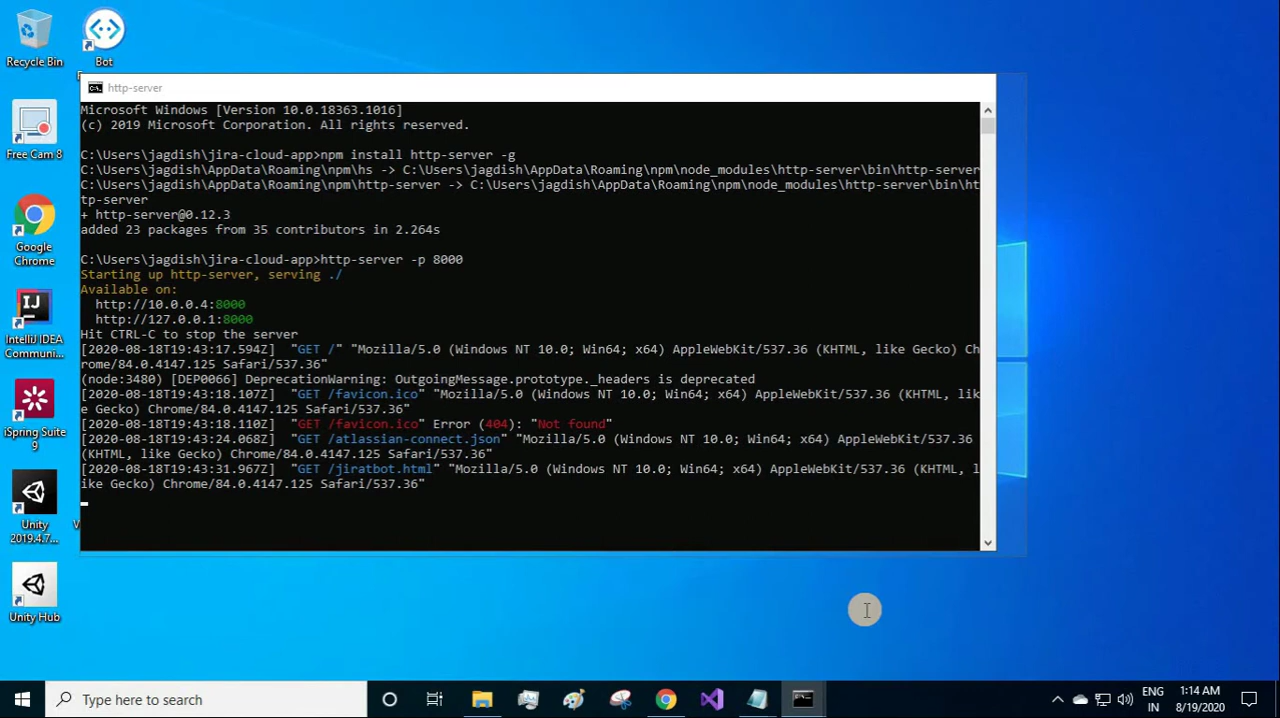 Recycle Bin
Bot
Free Cam 8
Google
Chrome
IntelliJ IDEA
Communi...
iSpring Suite
9
Unity
2019.4.7...
Unity Hub
http-server
Microsoft Windows [Version 10.0.18363.1016]
(c) 2019 Microsoft Corporation. All rights reserved.
C:\Users\jagdish\jira-cloud-app>npm install http-server -g
C:\Users\jagdish\AppData\Roaming\npm\hs -> C:\Users\jagdish\AppData\Roaming\npm\node_modules\http-server\bin\http-server
C:\Users\jagdish\AppData\Roaming\npm\http-server -> C:\Users\jagdish\AppData\Roaming\npm\node_modules\http-server\bin\ht
tp-server
+ http-server@0.12.3
added 23 packages from 35 contributors in 2.264s
C:\Users\jagdish\jira-cloud-app>http-server -p 8000
Starting up http-server, serving ./
Available on:
http://10.0.0.4:8000
http://127.0.0.1:8000
Hit CTRL-C to stop the server
[2020-08-18T19:43:17.594Z]  "GET /" "Mozilla/5.0 (Windows NT 10.0; Win64; x64) AppleWebKit/537.36 (KHTML, like Gecko) Ch
rome/84.0.4147.125 Safari/537.36"
(node:3480) [DEP0066] DeprecationWarning: OutgoingMessage.prototype._headers is deprecated
[2020-08-18T19:43:18.107Z]  "GET /favicon.ico" "Mozilla/5.0 (Windows NT 10.0; Win64; x64) AppleWebKit/537.36 (KHTML, lik
e Gecko) Chrome/84.0.4147.125 Safari/537.36"
[2020-08-18T19:43:18.110Z]  "GET /favicon.ico" Error (404): "Not found"
[2020-08-18T19:43:24.068Z]  "GET /atlassian-connect.json" "Mozilla/5.0 (Windows NT 10.0; Win64; x64) AppleWebKit/537.36
(KHTML, like Gecko) Chrome/84.0.4147.125 Safari/537.36"
[2020-08-18T19:43:31.967Z]  "GET /jiratbot.html" "Mozilla/5.0 (Windows NT 10.0; Win64; x64) AppleWebKit/537.36 (KHTML, l
ike Gecko) Chrome/84.0.4147.125 Safari/537.36"
Type here to search
ENG
IN
1:14 AM
8/19/2020